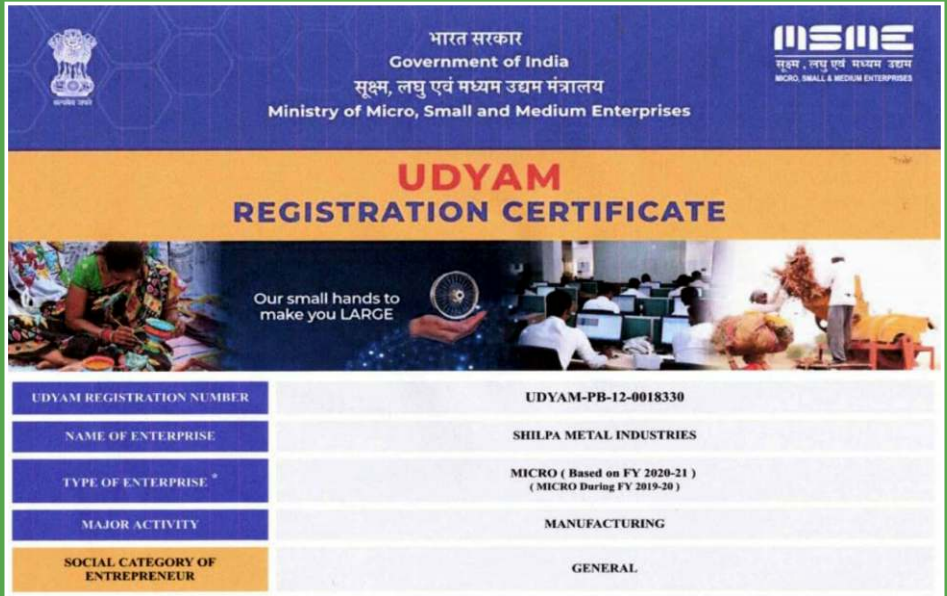 भारत सरकार
Government of India
सूक्ष्म, लघु एवं मध्यम उद्यम मंत्रालय
Ministry of Micro, Small and Medium Enterprises
सत्यमेव जयते
MSME
सूक्ष्म, लघु एवं मध्यम उद्यम
MICRO, SMALL & MEDIUM ENTERPRISES
UDYAM
REGISTRATION CERTIFICATE
Our small hands to
make you LARGE
UDYAM REGISTRATION NUMBER UDYAM-PB-12-0018330
NAME OF ENTERPRISE SHILPA METAL INDUSTRIES
TYPE OF ENTERPRISE * MICRO ( Based on FY 2020-21 )
( MICRO During FY 2019-20 )
MAJOR ACTIVITY MANUFACTURING
SOCIAL CATEGORY OF
ENTREPRENEUR GENERAL